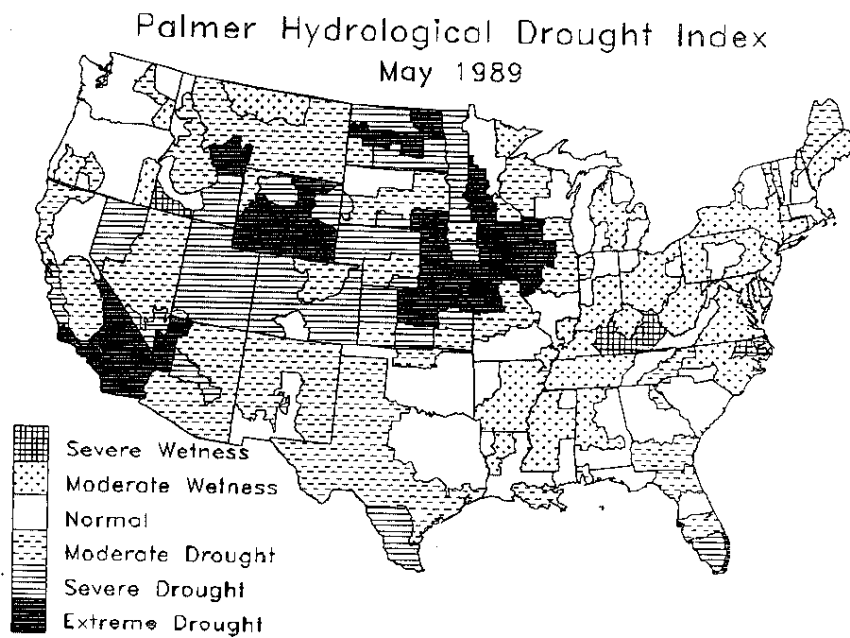 Palmer Hydrological Drought Index
May 1989
Severe Wetness
Moderate Wetness
Normal
Moderate Drought
Severe Drought
Extreme Drought